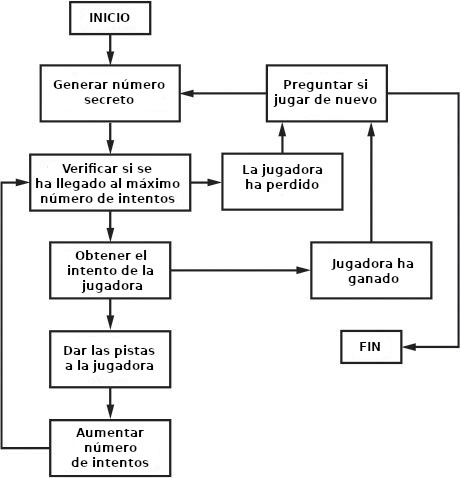 INICIO
Generar número
secreto
Preguntar si
jugar de nuevo
Verificar si se
ha llegado al máximo
número de intentos
La jugadora
ha perdido
Obtener el
intento de la
jugadora
Jugadora ha
ganado
Dar las pistas
a la jugadora
FIN
Aumentar
número
de intentos